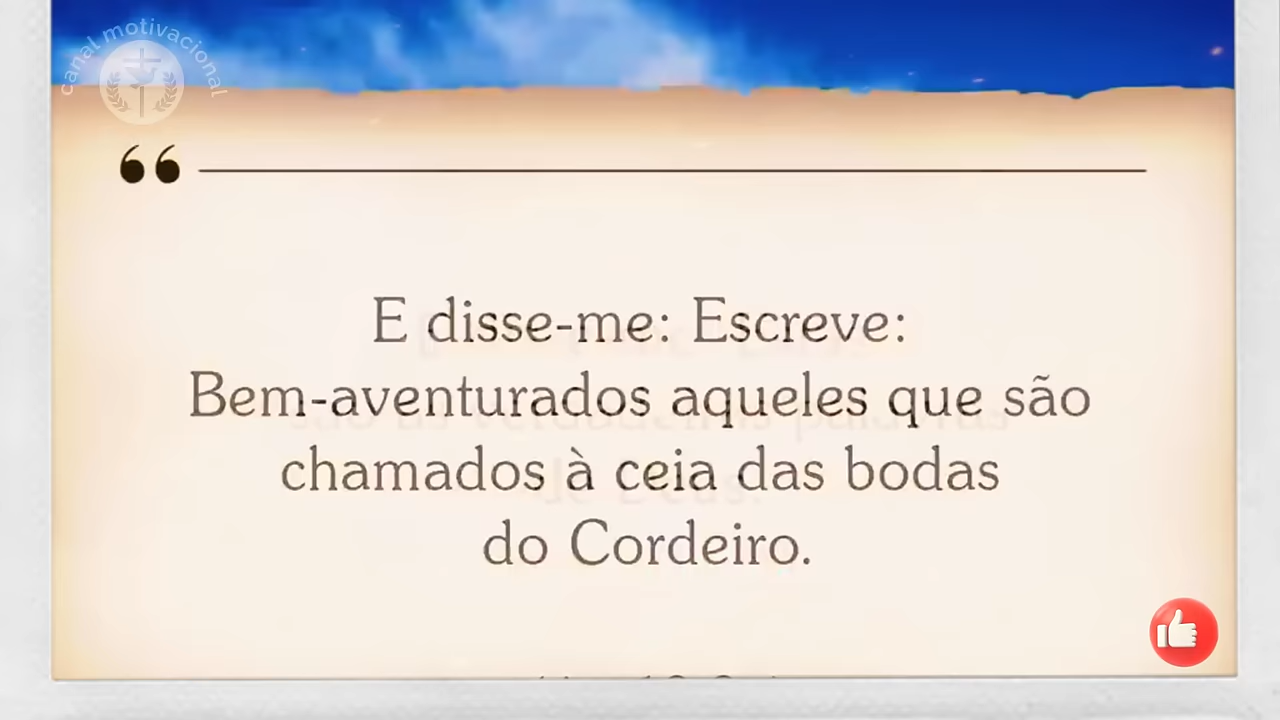 canal motivacional
“
E disse-me: Escreve:
Bem-aventurados aqueles que são
chamados à ceia das bodas
do Cordeiro.